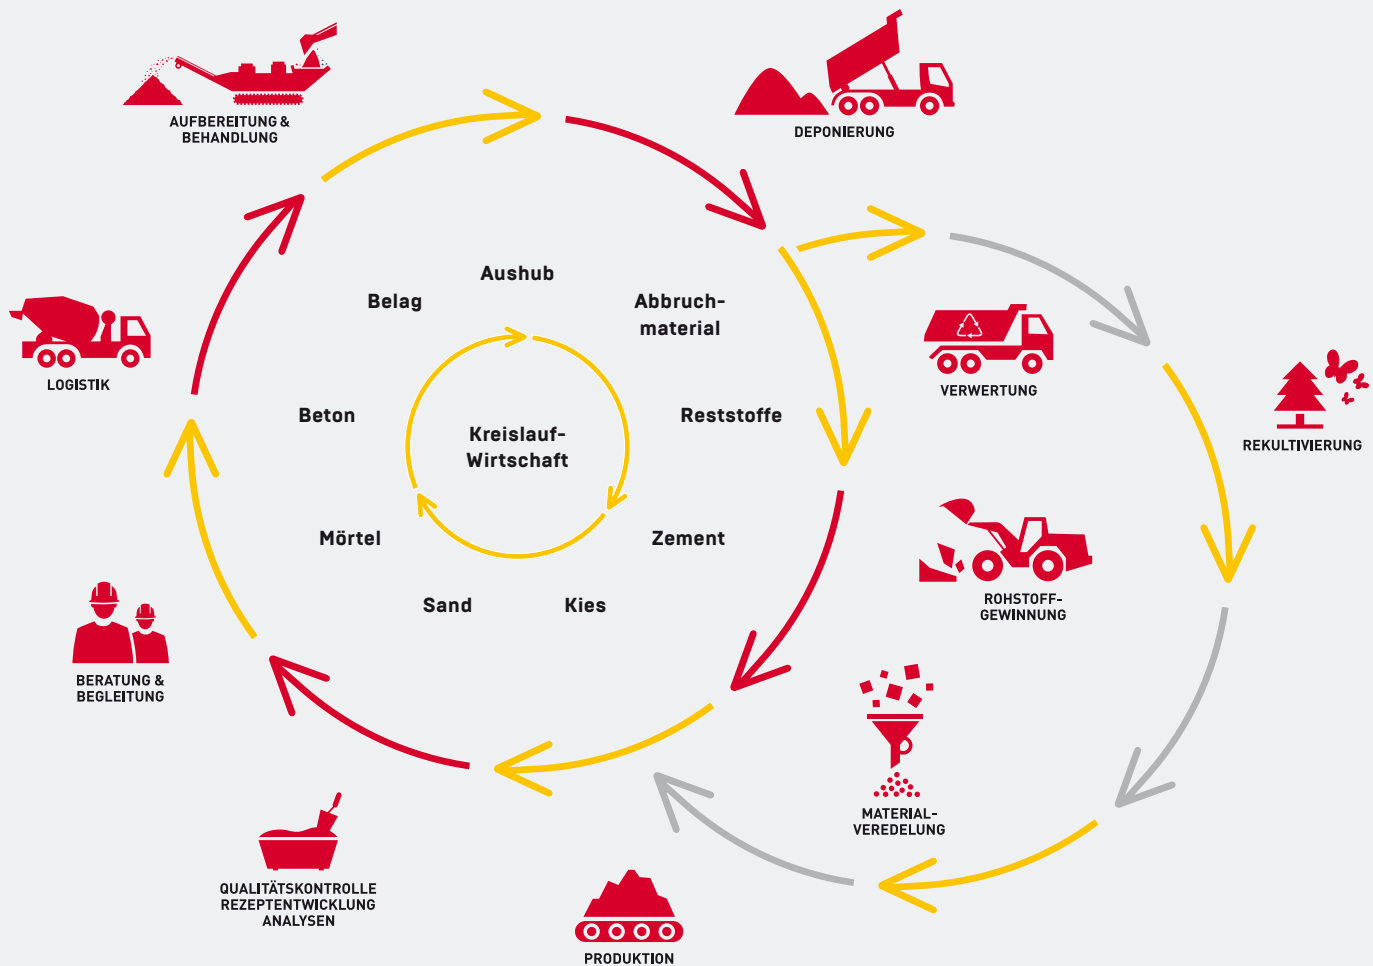 AUFBEREITUNG &
BEHANDLUNG
DEPONIERUNG
Aushub
Belag
Abbruch-
material
LOGISTIK
VERWERTUNG
Beton
Reststoffe
Kreislauf-
Wirtschaft
REKULTIVIERUNG
Mörtel
Zement
Sand
Kies
ROHSTOFF-
GEWINNUNG
BERATUNG &
BEGLEITUNG
MATERIAL-
VEREDELUNG
QUALITÄTSKONTROLLE
REZEPTENTWICKLUNG
ANALYSEN
PRODUKTION